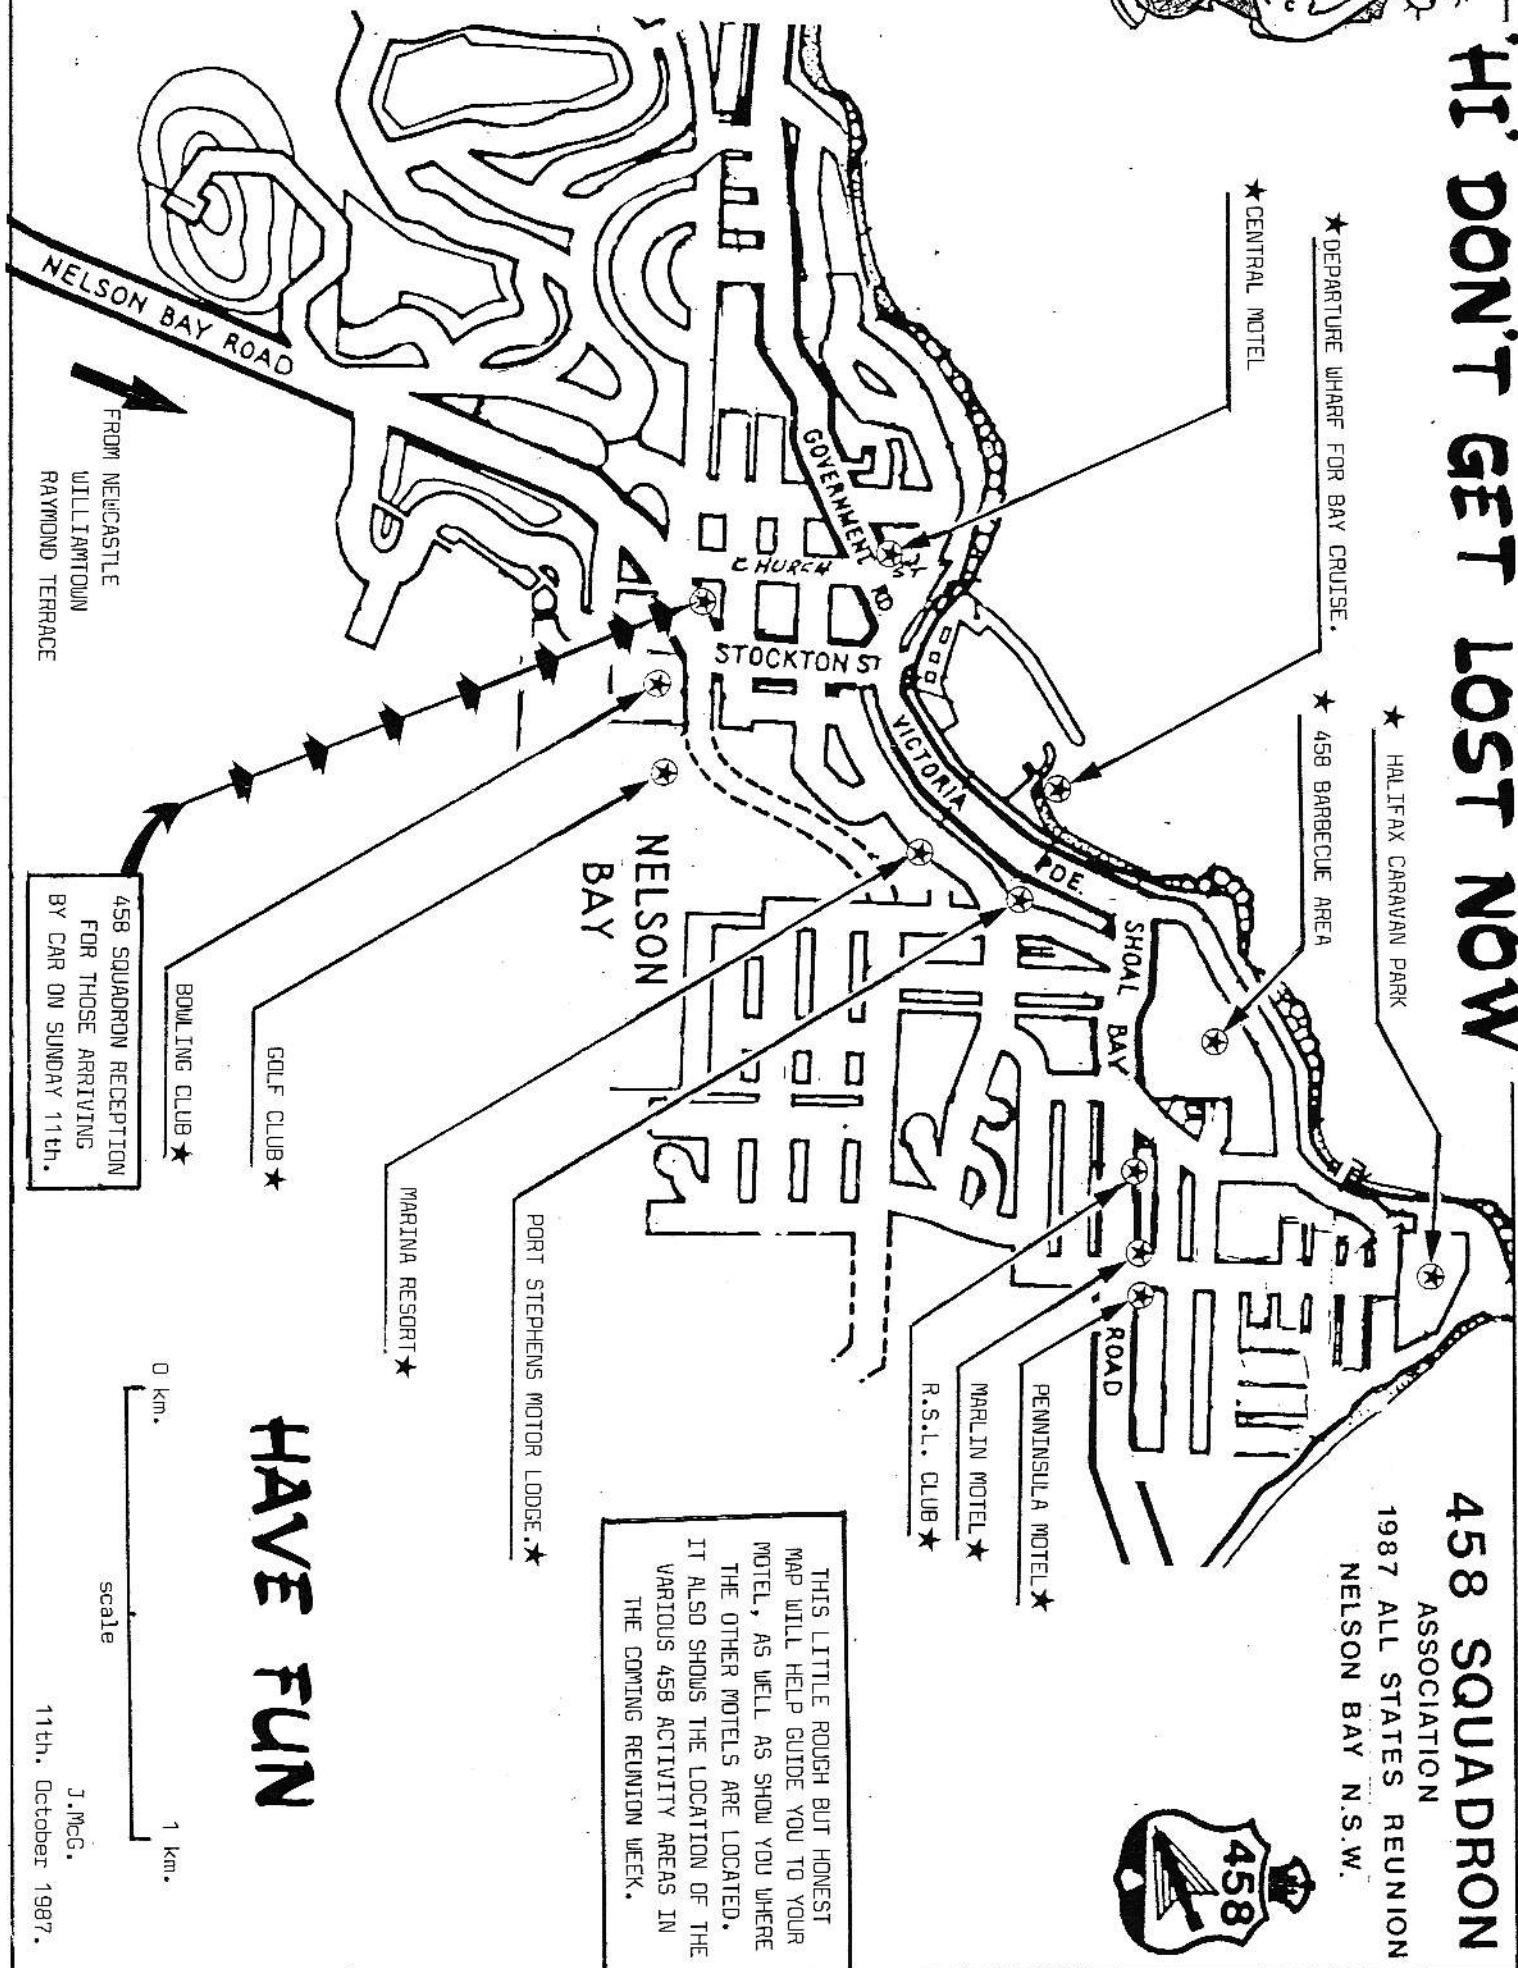 'HI' DON'T GET LOST NOW
458 SQUADRON
ASSOCIATION
1987 ALL STATES REUNION
NELSON BAY N.S.W.
458
★ HALIFAX CARAVAN PARK
★ 458 BARBECUE AREA
★ DEPARTURE WHARF FOR BAY CRUISE.
★ CENTRAL MOTEL
GOVERNMENT RD.
CHURCH ST
STOCKTON ST
VICTORIA PDE.
SHOAL BAY ROAD
NELSON
BAY
NELSON BAY ROAD
FROM NEWCASTLE
WILLIAMTOWN
RAYMOND TERRACE
PENNINSULA MOTEL ★
MARLIN MOTEL ★
R.S.L. CLUB ★
PORT STEPHENS MOTOR LODGE. ★
MARINA RESORT ★
GOLF CLUB ★
BOWLING CLUB ★
458 SQUADRON RECEPTION
FOR THOSE ARRIVING
BY CAR ON SUNDAY 11th.
THIS LITTLE ROUGH BUT HONEST
MAP WILL HELP GUIDE YOU TO YOUR
MOTEL, AS WELL AS SHOW YOU WHERE
THE OTHER MOTELS ARE LOCATED.
IT ALSO SHOWS THE LOCATION OF THE
VARIOUS 458 ACTIVITY AREAS IN
THE COMING REUNION WEEK.
HAVE FUN
0 km.
1 km.
scale
J.McG.
11th. October 1987.